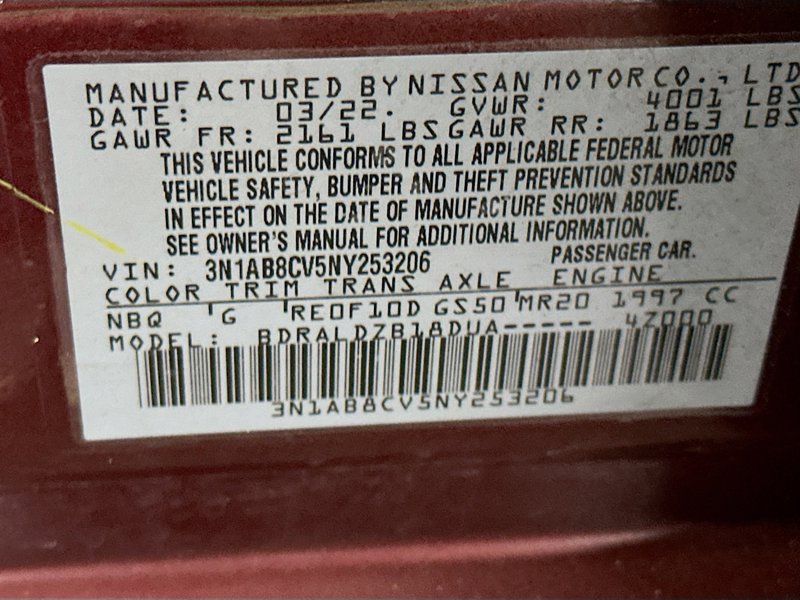 MANUFACTURED BY NISSAN MOTOR CO., LTD
DATE: 03/22. GVWR: 4001 LBS
GAWR FR: 2161 LBS GAWR RR: 1863 LBS
THIS VEHICLE CONFORMS TO ALL APPLICABLE FEDERAL MOTOR
VEHICLE SAFETY, BUMPER AND THEFT PREVENTION STANDARDS
IN EFFECT ON THE DATE OF MANUFACTURE SHOWN ABOVE.
SEE OWNER'S MANUAL FOR ADDITIONAL INFORMATION.
VIN: 3N1AB8CV5NY253206 PASSENGER CAR.
COLOR TRIM TRANS AXLE ENGINE
NBQ 'G 'RE0F10D GS50 'MR20 1997 CC
MODEL: BDRALDZB18DUA----- 4Z000
3N1AB8CV5NY253206